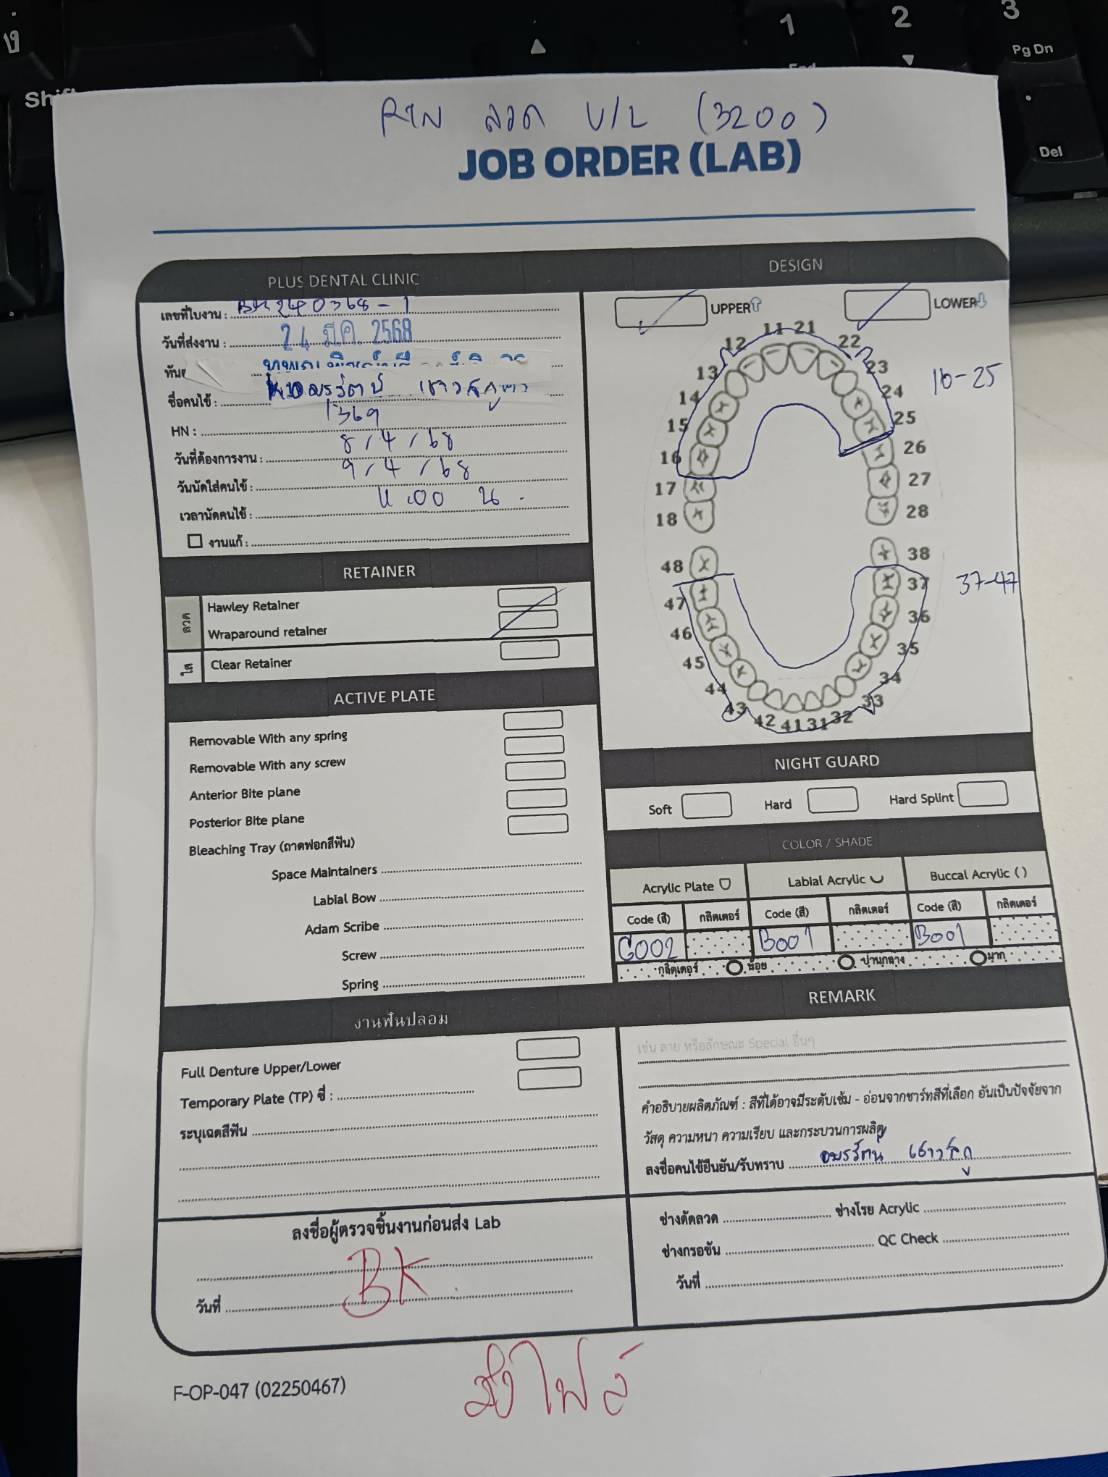 1
2
3
Pg Dn
Del
ลวด U/L (3200)
JOB ORDER (LAB)
PLUS DENTAL CLINIC
เลขที่ใบงาน : BK240368-1
วันที่ส่งงาน : 24 มี.ค. 2568
ชื่อคนไข้ :
HN : 1369
วันที่ต้องการงาน : 8/4/68
วันนัดใส่คนไข้ : 9/4/68
เวลานัดคนไข้ : 11.00 น.
งานแก้ :
RETAINER
ลวด
Hawley Retainer
Wraparound retainer
ใส
Clear Retainer
ACTIVE PLATE
Removable With any spring
Removable With any screw
Anterior Bite plane
Posterior Bite plane
Bleaching Tray (ถาดฟอกสีฟัน)
Space Maintainers
Labial Bow
Adam Scribe
Screw
Spring
งานฟันปลอม
Full Denture Upper/Lower
Temporary Plate (TP) ซี่ :
ระบุเฉดสีฟัน
ลงชื่อผู้ตรวจชิ้นงานก่อนส่ง Lab
BK
วันที่
DESIGN
UPPER LOWER
11 21
12 22
13 23
14 24
15 25
16 26
17 27
18 28
16-25
48 38
47 37
46 36
45 35
44 34
43 33
42 41 31 32
37-47
NIGHT GUARD
Soft Hard Hard Splint
COLOR / SHADE
Acrylic Plate Labial Acrylic Buccal Acrylic ( )
Code (สี) กลิตเตอร์ Code (สี) กลิตเตอร์ Code (สี) กลิตเตอร์
G002 B001 B001
กลิตเตอร์ น้อย ปานกลาง มาก
REMARK
เช่น ลาย หรือลักษณะ Special อื่นๆ
คำอธิบายผลิตภัณฑ์ : สีที่ได้อาจมีระดับเข้ม - อ่อนจากชาร์ทสีที่เลือก อันเป็นปัจจัยจาก
วัสดุ ความหนา ความเรียบ และกระบวนการผลิต
ลงชื่อคนไข้ยืนยัน/รับทราบ
ช่างดัดลวด ช่างโรย Acrylic
ช่างกรอขัน QC Check
วันที่
F-OP-047 (02250467)
ส่งไฟล์